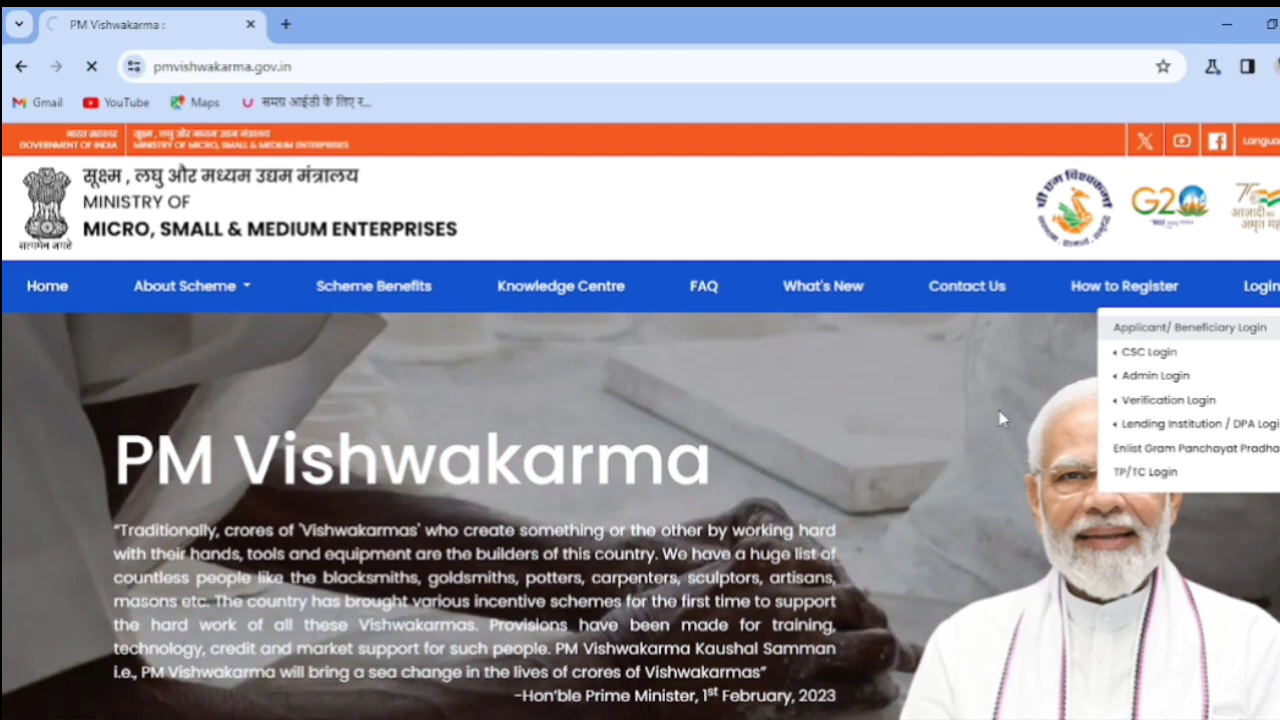 PM Vishwakarma :
pmvishwakarma.gov.in
Gmail YouTube Maps समग्र आईडी के लिए र...
भारत सरकार
GOVERNMENT OF INDIA
सूक्ष्म , लघु और मध्यम उद्यम मंत्रालय
MINISTRY OF MICRO, SMALL & MEDIUM ENTERPRISES
Langua
सूक्ष्म , लघु और मध्यम उद्यम मंत्रालय
MINISTRY OF
MICRO, SMALL & MEDIUM ENTERPRISES
सत्यमेव जयते
पी एम विश्वकर्मा
G20
75
आज़ादी का
अमृत मह
Home About Scheme Scheme Benefits Knowledge Centre FAQ What's New Contact Us How to Register Login
Applicant/ Beneficiary Login
CSC Login
Admin Login
Verification Login
Lending Institution / DPA Logi
Enlist Gram Panchayat Pradha
TP/TC Login
PM Vishwakarma
“Traditionally, crores of 'Vishwakarmas' who create something or the other by working hard
with their hands, tools and equipment are the builders of this country. We have a huge list of
countless people like the blacksmiths, goldsmiths, potters, carpenters, sculptors, artisans,
masons etc. The country has brought various incentive schemes for the first time to support
the hard work of all these Vishwakarmas. Provisions have been made for training,
technology, credit and market support for such people. PM Vishwakarma Kaushal Samman
i.e., PM Vishwakarma will bring a sea change in the lives of crores of Vishwakarmas”
-Hon'ble Prime Minister, 1st February, 2023